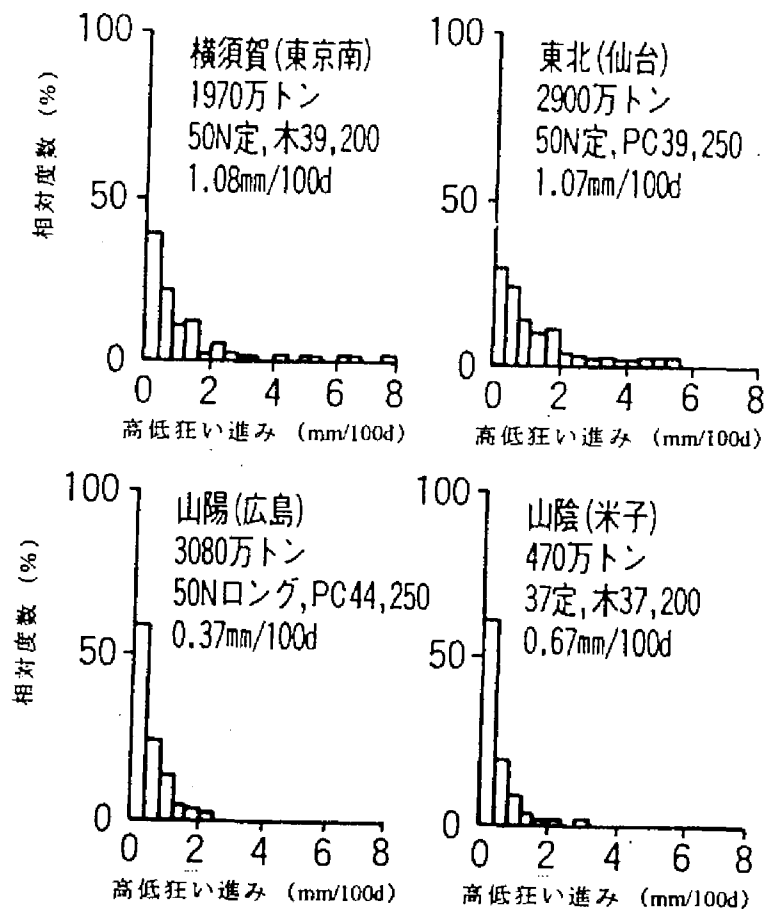 100
50
0
相対度数 (%)
横須賀(東京南)
1970万トン
50N定,木39,200
1.08mm/100d
0 2 4 6 8
高低狂い進み (mm/100d)
100
50
0
東北(仙台)
2900万トン
50N定,PC39,250
1.07mm/100d
0 2 4 6 8
高低狂い進み (mm/100d)
100
50
0
相対度数 (%)
山陽(広島)
3080万トン
50Nロング,PC44,250
0.37mm/100d
0 2 4 6 8
高低狂い進み (mm/100d)
100
50
0
山陰(米子)
470万トン
37定,木37,200
0.67mm/100d
0 2 4 6 8
高低狂い進み (mm/100d)